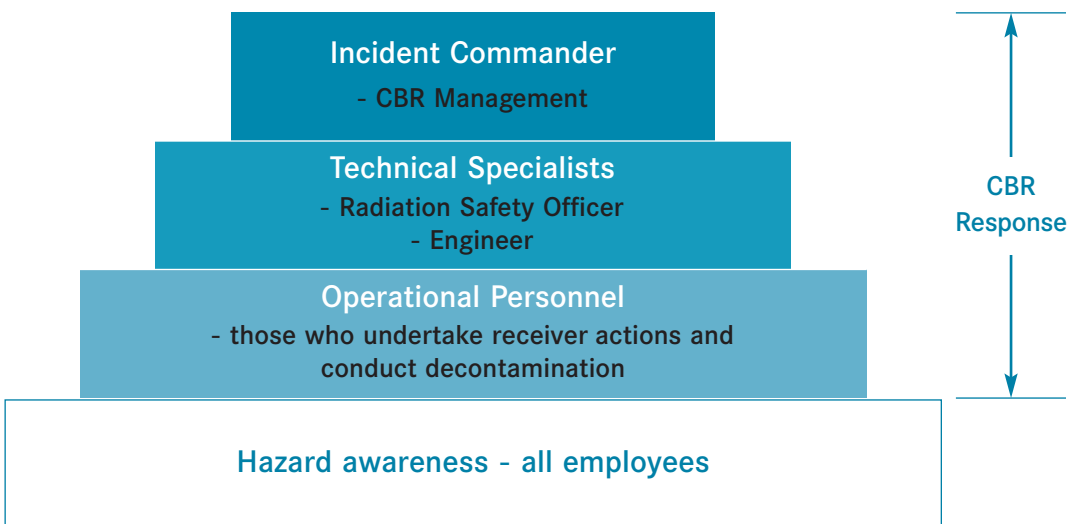 Incident Commander
- CBR Management
Technical Specialists
- Radiation Safety Officer
- Engineer
Operational Personnel
- those who undertake receiver actions and
conduct decontamination
Hazard awareness - all employees
CBR
Response